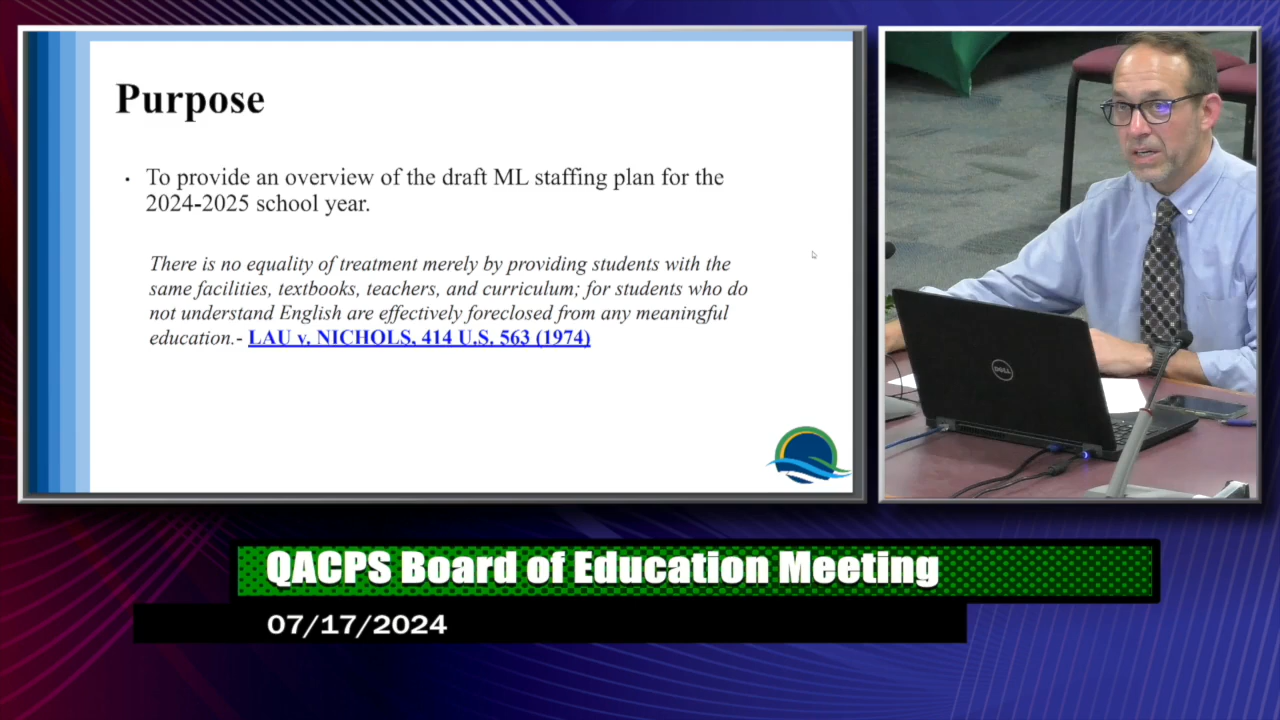 Purpose
• To provide an overview of the draft ML staffing plan for the
2024-2025 school year.
There is no equality of treatment merely by providing students with the
same facilities, textbooks, teachers, and curriculum; for students who do
not understand English are effectively foreclosed from any meaningful
education.- LAU v. NICHOLS, 414 U.S. 563 (1974)
DELL
QACPS Board of Education Meeting
07/17/2024